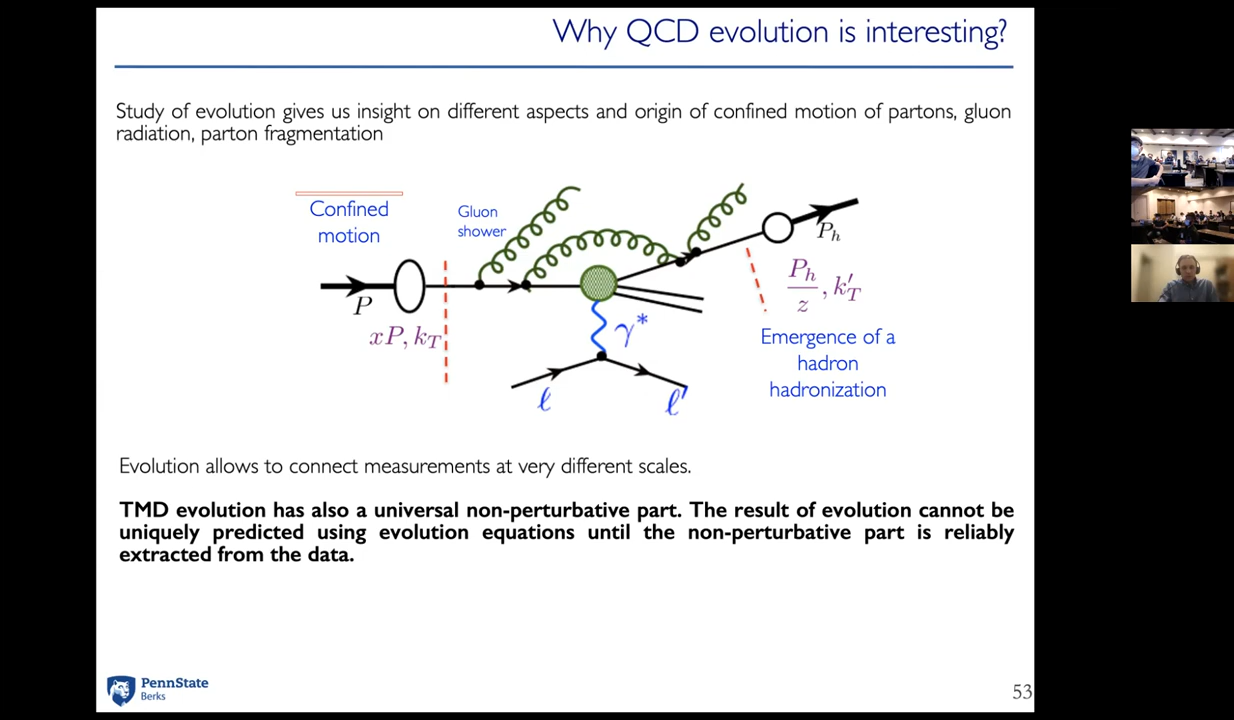 Why QCD evolution is interesting?
Study of evolution gives us insight on different aspects and origin of confined motion of partons, gluon
radiation, parton fragmentation
Confined
motion
Gluon
shower
P
xP, k_T
γ*
ℓ
ℓ'
P_h
P_h/z, k'_T
Emergence of a
hadron
hadronization
Evolution allows to connect measurements at very different scales.
TMD evolution has also a universal non-perturbative part. The result of evolution cannot be
uniquely predicted using evolution equations until the non-perturbative part is reliably
extracted from the data.
PennState
Berks
53